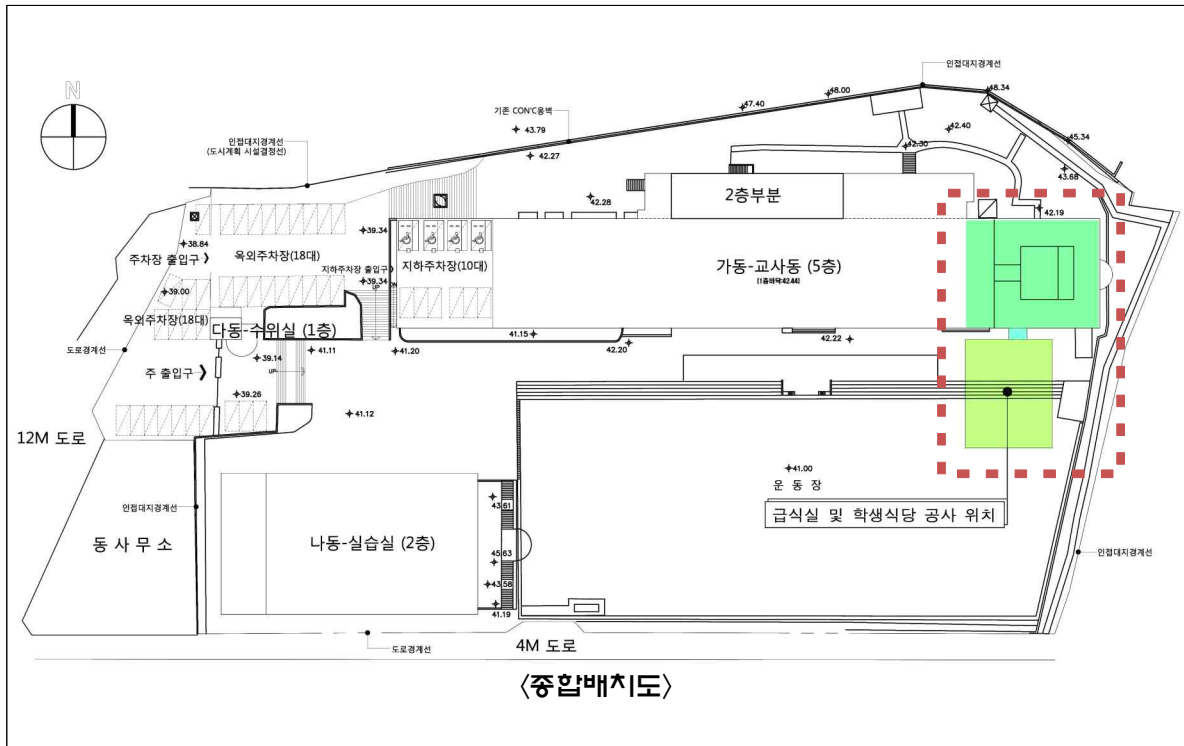 인접대지경계선
48.34
48.00
N
47.40
기존 CON'C옹벽
43.79
42.40
인접대지경계선
(도시계획 시설결정선)
45.34
42.30
42.27
43.68
2층부분
42.28
42.19
39.34
38.84
주차장 출입구
옥외주차장(18대)
지하주차장(10대)
가동-교사동 (5층)
지하주차장출입구
(1층바닥:42.44)
39.34
UP
39.00
옥외주차장(18대)
다동-수위실 (1층)
41.15
42.22
42.20
도로경계선
41.11
41.20
39.14
주 출입구
UP
39.26
41.12
12M 도로
41.00
운 동 장
43.61
급식실 및 학생식당 공사 위치
인접대지경계선
동 사 무 소
나동-실습실 (2층)
45.63
인접대지경계선
43.58
41.19
도로경계선
4M 도로
<종합배치도>